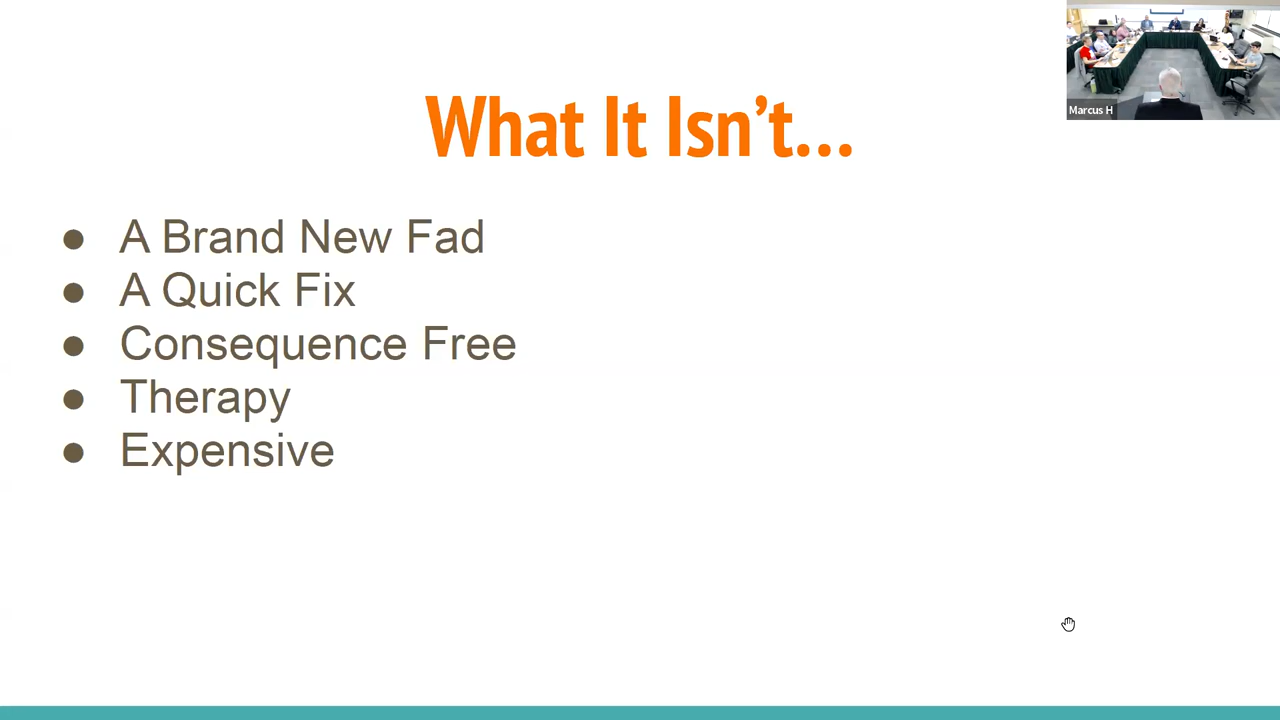 Marcus H
What It Isn’t...
● A Brand New Fad
● A Quick Fix
● Consequence Free
● Therapy
● Expensive